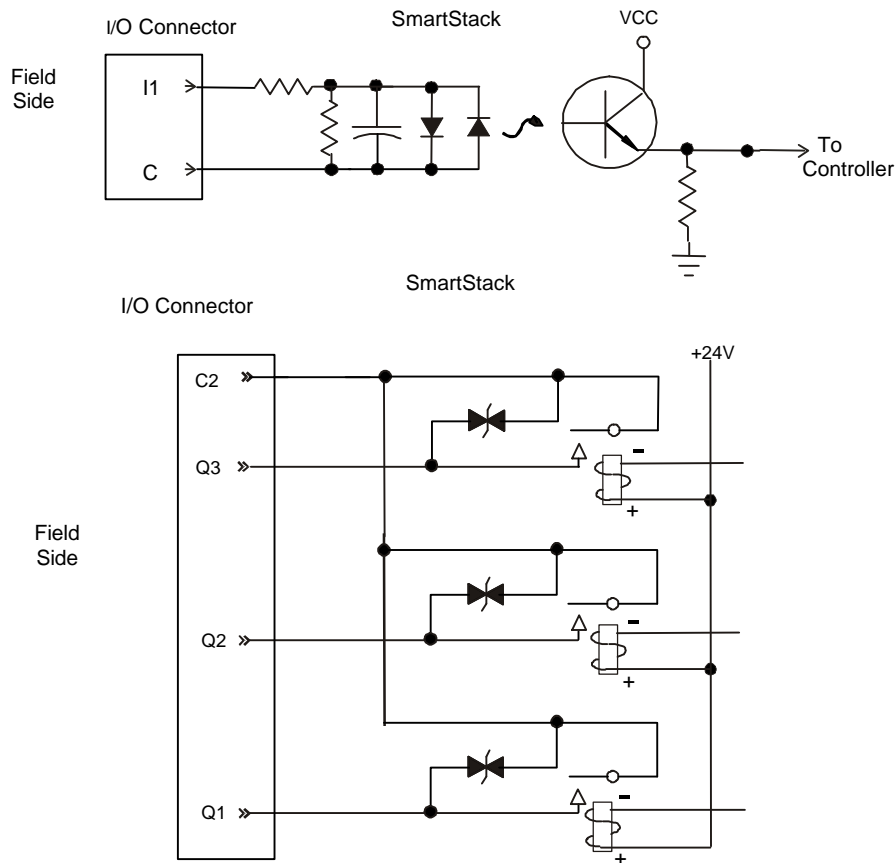 I/O Connector
SmartStack
VCC
Field
Side
I1
C
To
Controller
SmartStack
I/O Connector
+24V
C2
-
Q3
+
Field
Side
-
Q2
+
-
Q1
+